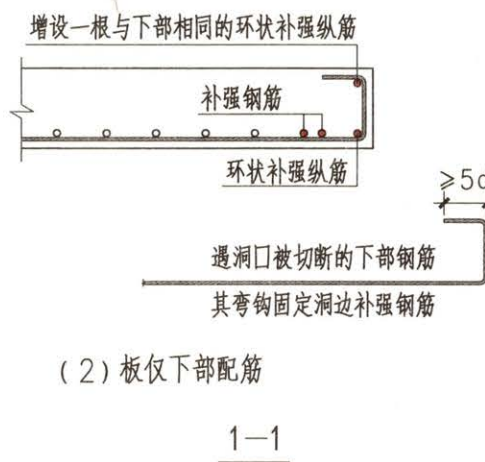 增设一根与下部相同的环状补强纵筋
补强钢筋
环状补强纵筋
≥5d
遇洞口被切断的下部钢筋
其弯钩固定洞边补强钢筋
(2)板仅下部配筋
1—1